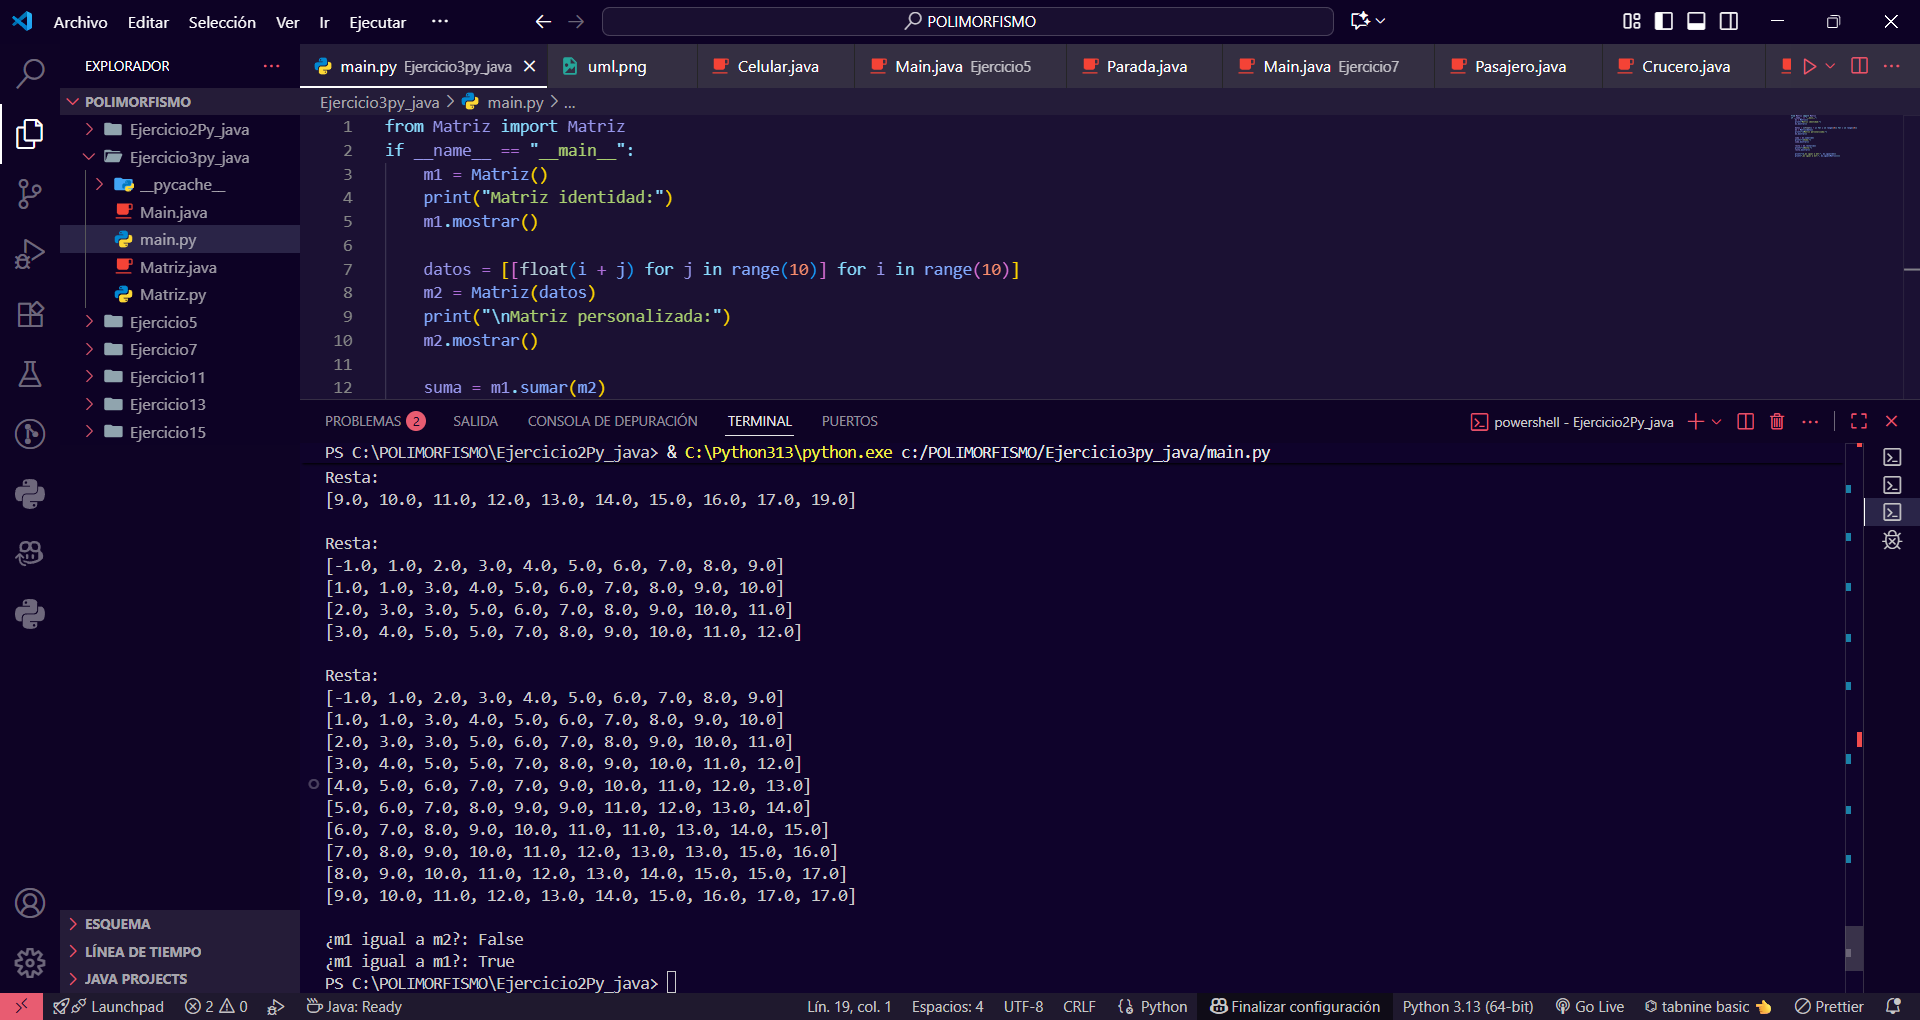 Archivo Editar Selección Ver Ir Ejecutar ··· POLIMORFISMO
EXPLORADOR ···
POLIMORFISMO
Ejercicio2Py_java
Ejercicio3py_java
__pycache__
Main.java
main.py
Matriz.java
Matriz.py
Ejercicio5
Ejercicio7
Ejercicio11
Ejercicio13
Ejercicio15
ESQUEMA
LÍNEA DE TIEMPO
JAVA PROJECTS
main.py Ejercicio3py_java uml.png Celular.java Main.java Ejercicio5 Parada.java Main.java Ejercicio7 Pasajero.java Crucero.java
Ejercicio3py_java > main.py > ...
1 from Matriz import Matriz
2 if __name__ == "__main__":
3 m1 = Matriz()
4 print("Matriz identidad:")
5 m1.mostrar()
6
7 datos = [[float(i + j) for j in range(10)] for i in range(10)]
8 m2 = Matriz(datos)
9 print("\nMatriz personalizada:")
10 m2.mostrar()
11
12 suma = m1.sumar(m2)
PROBLEMAS 2 SALIDA CONSOLA DE DEPURACIÓN TERMINAL PUERTOS powershell - Ejercicio2Py_java
PS C:\POLIMORFISMO\Ejercicio2Py_java> & C:\Python313\python.exe c:/POLIMORFISMO/Ejercicio3py_java/main.py
Resta:
[9.0, 10.0, 11.0, 12.0, 13.0, 14.0, 15.0, 16.0, 17.0, 19.0]
Resta:
[-1.0, 1.0, 2.0, 3.0, 4.0, 5.0, 6.0, 7.0, 8.0, 9.0]
[1.0, 1.0, 3.0, 4.0, 5.0, 6.0, 7.0, 8.0, 9.0, 10.0]
[2.0, 3.0, 3.0, 5.0, 6.0, 7.0, 8.0, 9.0, 10.0, 11.0]
[3.0, 4.0, 5.0, 5.0, 7.0, 8.0, 9.0, 10.0, 11.0, 12.0]
Resta:
[-1.0, 1.0, 2.0, 3.0, 4.0, 5.0, 6.0, 7.0, 8.0, 9.0]
[1.0, 1.0, 3.0, 4.0, 5.0, 6.0, 7.0, 8.0, 9.0, 10.0]
[2.0, 3.0, 3.0, 5.0, 6.0, 7.0, 8.0, 9.0, 10.0, 11.0]
[3.0, 4.0, 5.0, 5.0, 7.0, 8.0, 9.0, 10.0, 11.0, 12.0]
[4.0, 5.0, 6.0, 7.0, 7.0, 9.0, 10.0, 11.0, 12.0, 13.0]
[5.0, 6.0, 7.0, 8.0, 9.0, 9.0, 11.0, 12.0, 13.0, 14.0]
[6.0, 7.0, 8.0, 9.0, 10.0, 11.0, 11.0, 13.0, 14.0, 15.0]
[7.0, 8.0, 9.0, 10.0, 11.0, 12.0, 13.0, 13.0, 15.0, 16.0]
[8.0, 9.0, 10.0, 11.0, 12.0, 13.0, 14.0, 15.0, 15.0, 17.0]
[9.0, 10.0, 11.0, 12.0, 13.0, 14.0, 15.0, 16.0, 17.0, 17.0]
¿m1 igual a m2?: False
¿m1 igual a m1?: True
PS C:\POLIMORFISMO\Ejercicio2Py_java>
Launchpad 2 0 Java: Ready Lín. 19, col. 1 Espacios: 4 UTF-8 CRLF {} Python Finalizar configuración Python 3.13 (64-bit) Go Live tabnine basic Prettier